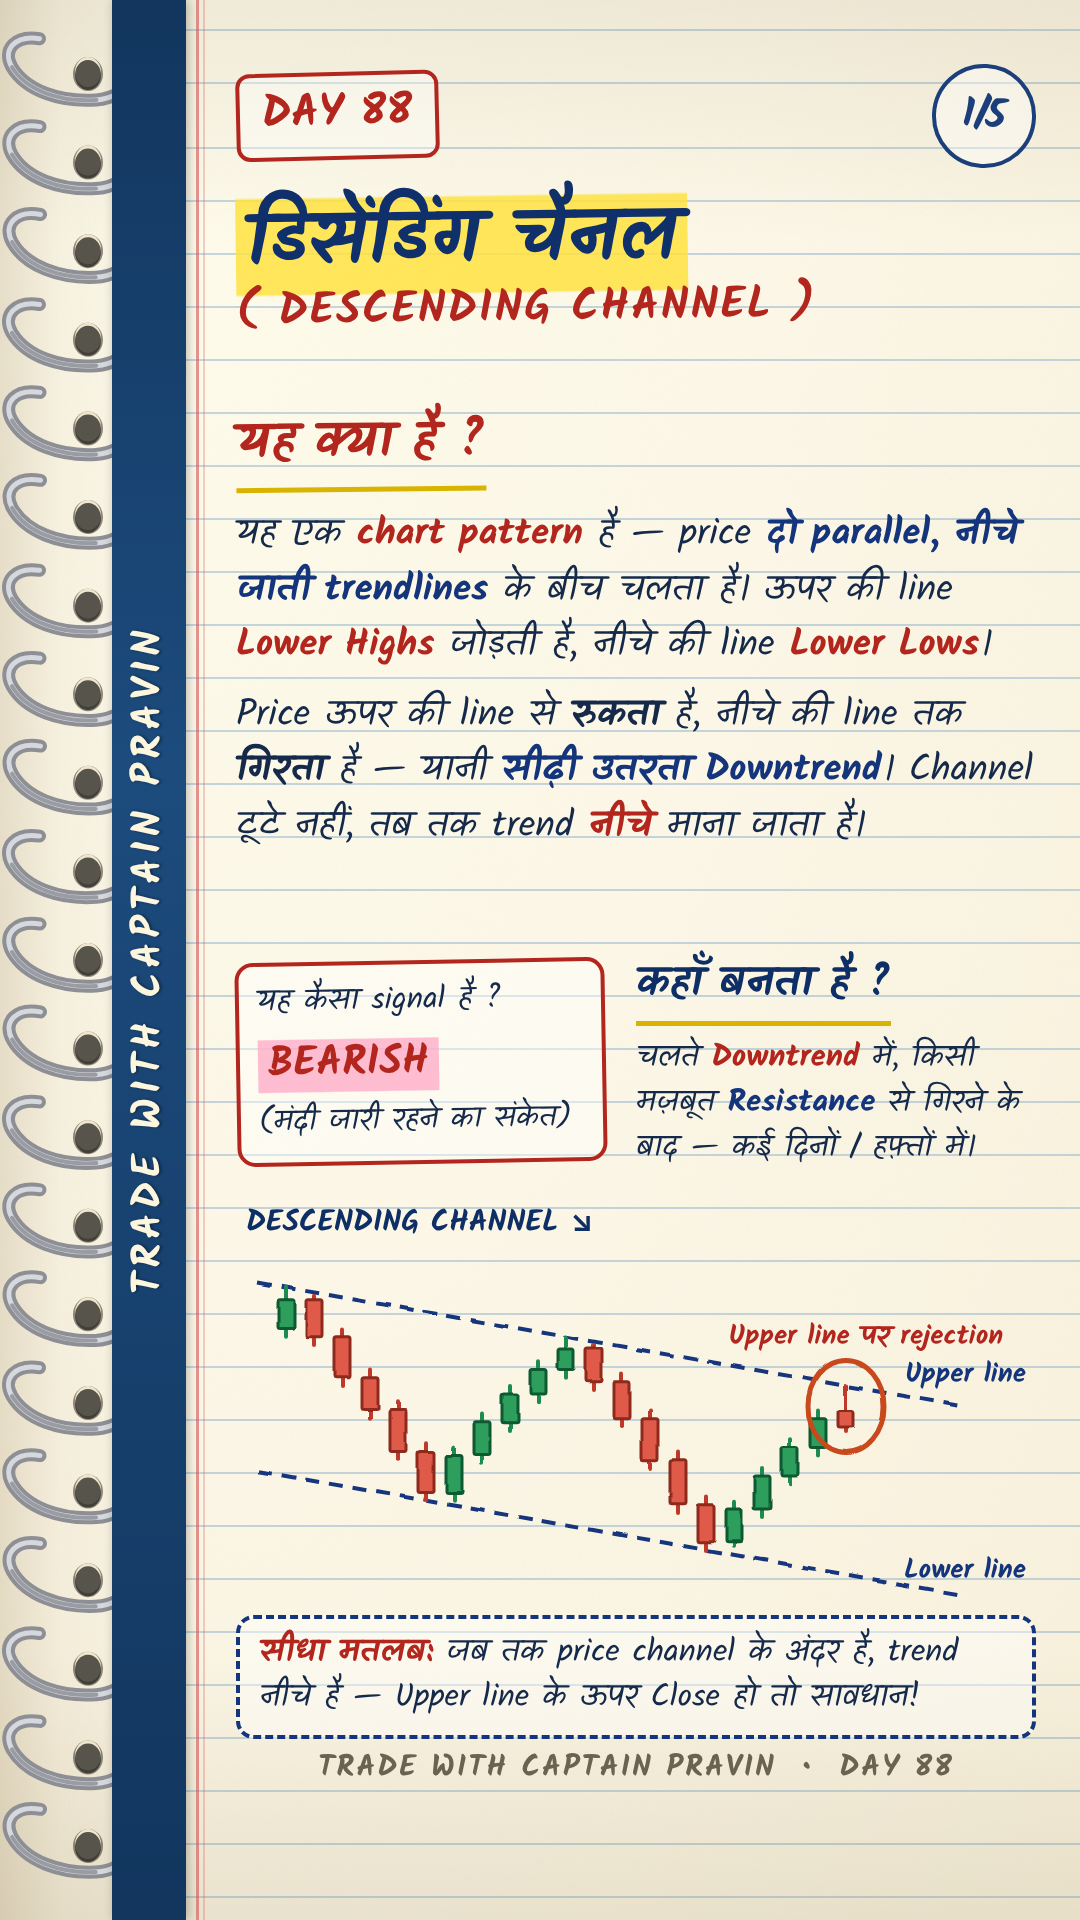 DAY 88
1/5
डिसेंडिंग चैनल
( DESCENDING CHANNEL )
यह क्या है ?
यह एक chart pattern है — price दो parallel, नीचे
जाती trendlines के बीच चलता है। ऊपर की line
Lower Highs जोड़ती है, नीचे की line Lower Lows।
Price ऊपर की line से रुकता है, नीचे की line तक
गिरता है — यानी सीढ़ी उतरता Downtrend। Channel
टूटे नहीं, तब तक trend नीचे माना जाता है।
यह कैसा signal है ?
BEARISH
(मंदी जारी रहने का संकेत)
कहाँ बनता है ?
चलते Downtrend में, किसी
मज़बूत Resistance से गिरने के
बाद — कई दिनों / हफ़्तों में।
DESCENDING CHANNEL ↘
Upper line पर rejection
Upper line
Lower line
सीधा मतलब: जब तक price channel के अंदर है, trend
नीचे है — Upper line के ऊपर Close हो तो सावधान!
TRADE WITH CAPTAIN PRAVIN · DAY 88
TRADE WITH CAPTAIN PRAVIN